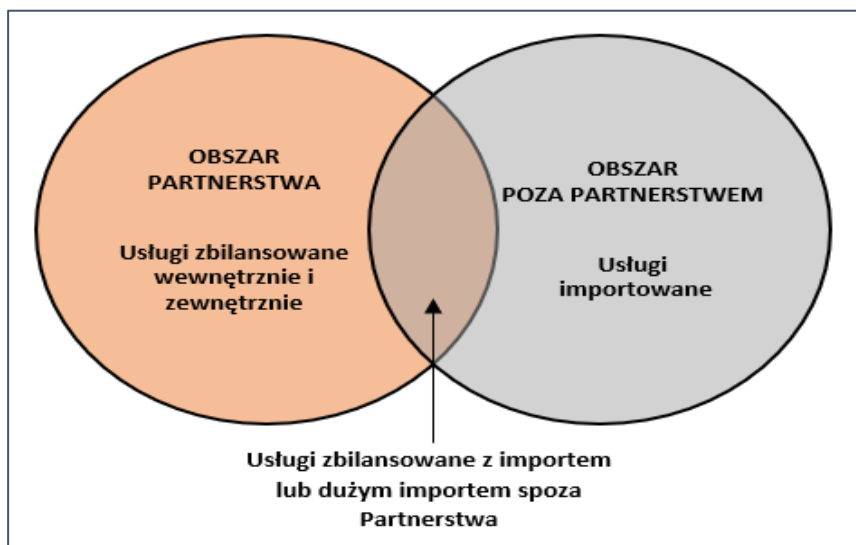 OBSZAR
PARTNERSTWA
Usługi zbilansowane
wewnętrznie i
zewnętrznie
OBSZAR
POZA PARTNERSTWEM
Usługi
importowane
Usługi zbilansowane z importem
lub dużym importem spoza
Partnerstwa